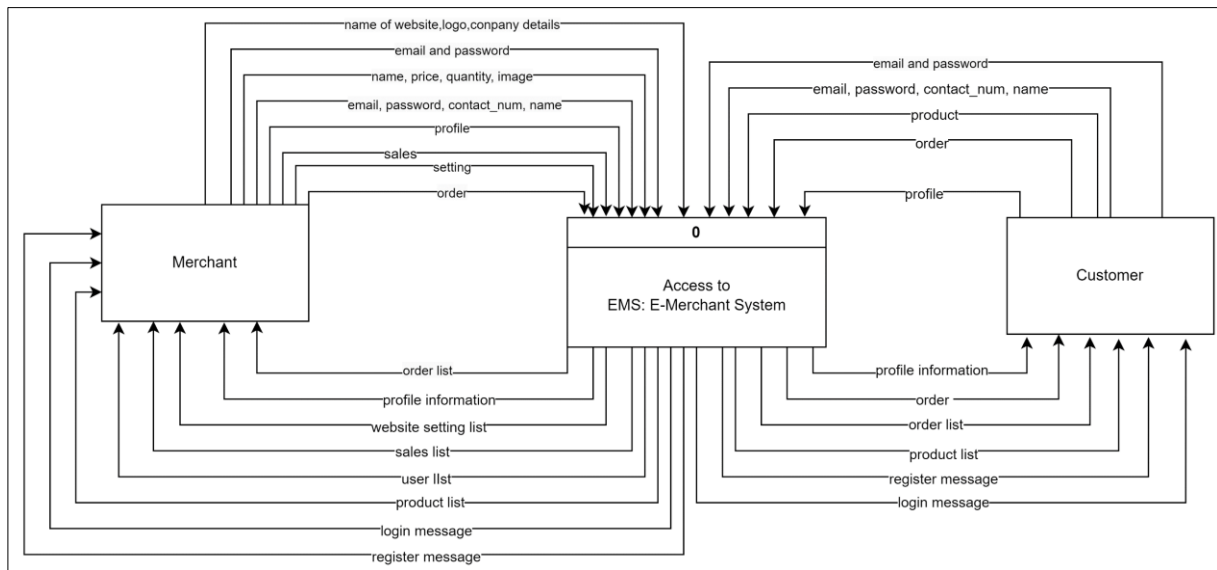 name of website,logo,conpany details
email and password
name, price, quantity, image
email, password, contact_num, name
profile
sales
setting
order
email and password
email, password, contact_num, name
product
order
profile
Merchant
0
Access to
EMS: E-Merchant System
Customer
order list
profile information
website setting list
sales list
user lIst
product list
login message
register message
profile information
order
order list
product list
register message
login message